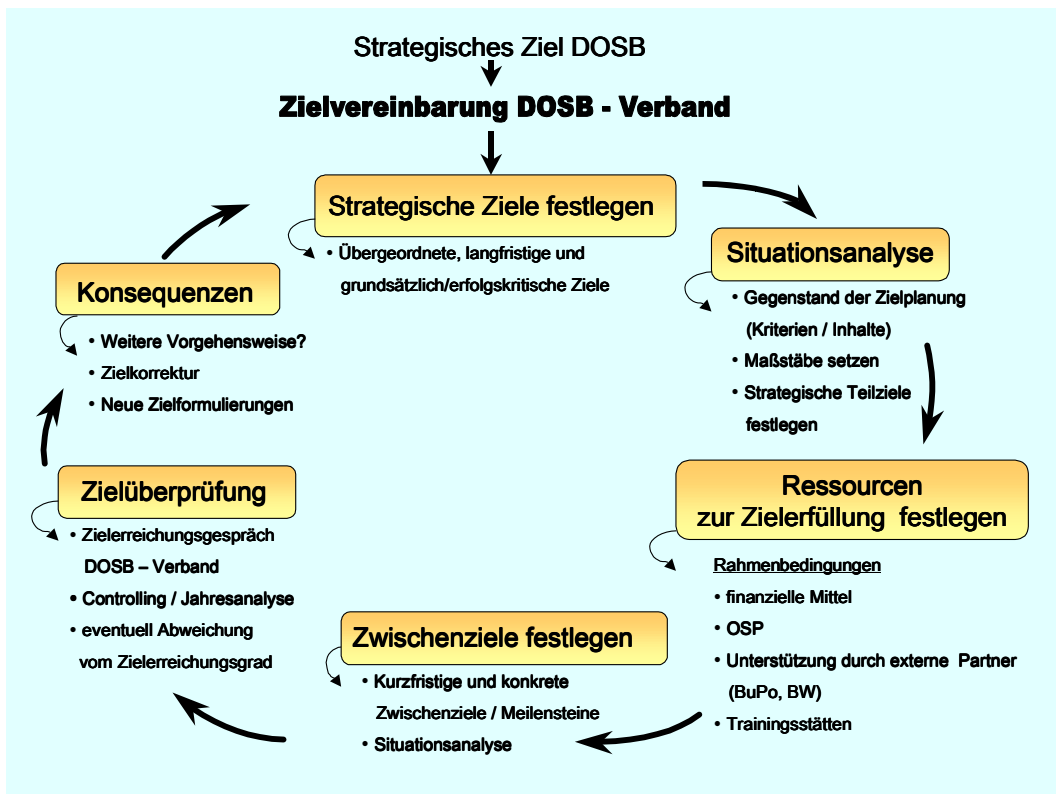 Strategisches Ziel DOSB
Zielvereinbarung DOSB - Verband
Strategische Ziele festlegen
• Übergeordnete, langfristige und
grundsätzlich/erfolgskritische Ziele
Situationsanalyse
• Gegenstand der Zielplanung
(Kriterien / Inhalte)
• Maßstäbe setzen
• Strategische Teilziele
festlegen
Ressourcen
zur Zielerfüllung festlegen
Rahmenbedingungen
• finanzielle Mittel
• OSP
• Unterstützung durch externe Partner
(BuPo, BW)
• Trainingsstätten
Zwischenziele festlegen
• Kurzfristige und konkrete
Zwischenziele / Meilensteine
• Situationsanalyse
Zielüberprüfung
• Zielerreichungsgespräch
DOSB – Verband
• Controlling / Jahresanalyse
• eventuell Abweichung
vom Zielerreichungsgrad
Konsequenzen
• Weitere Vorgehensweise?
• Zielkorrektur
• Neue Zielformulierungen